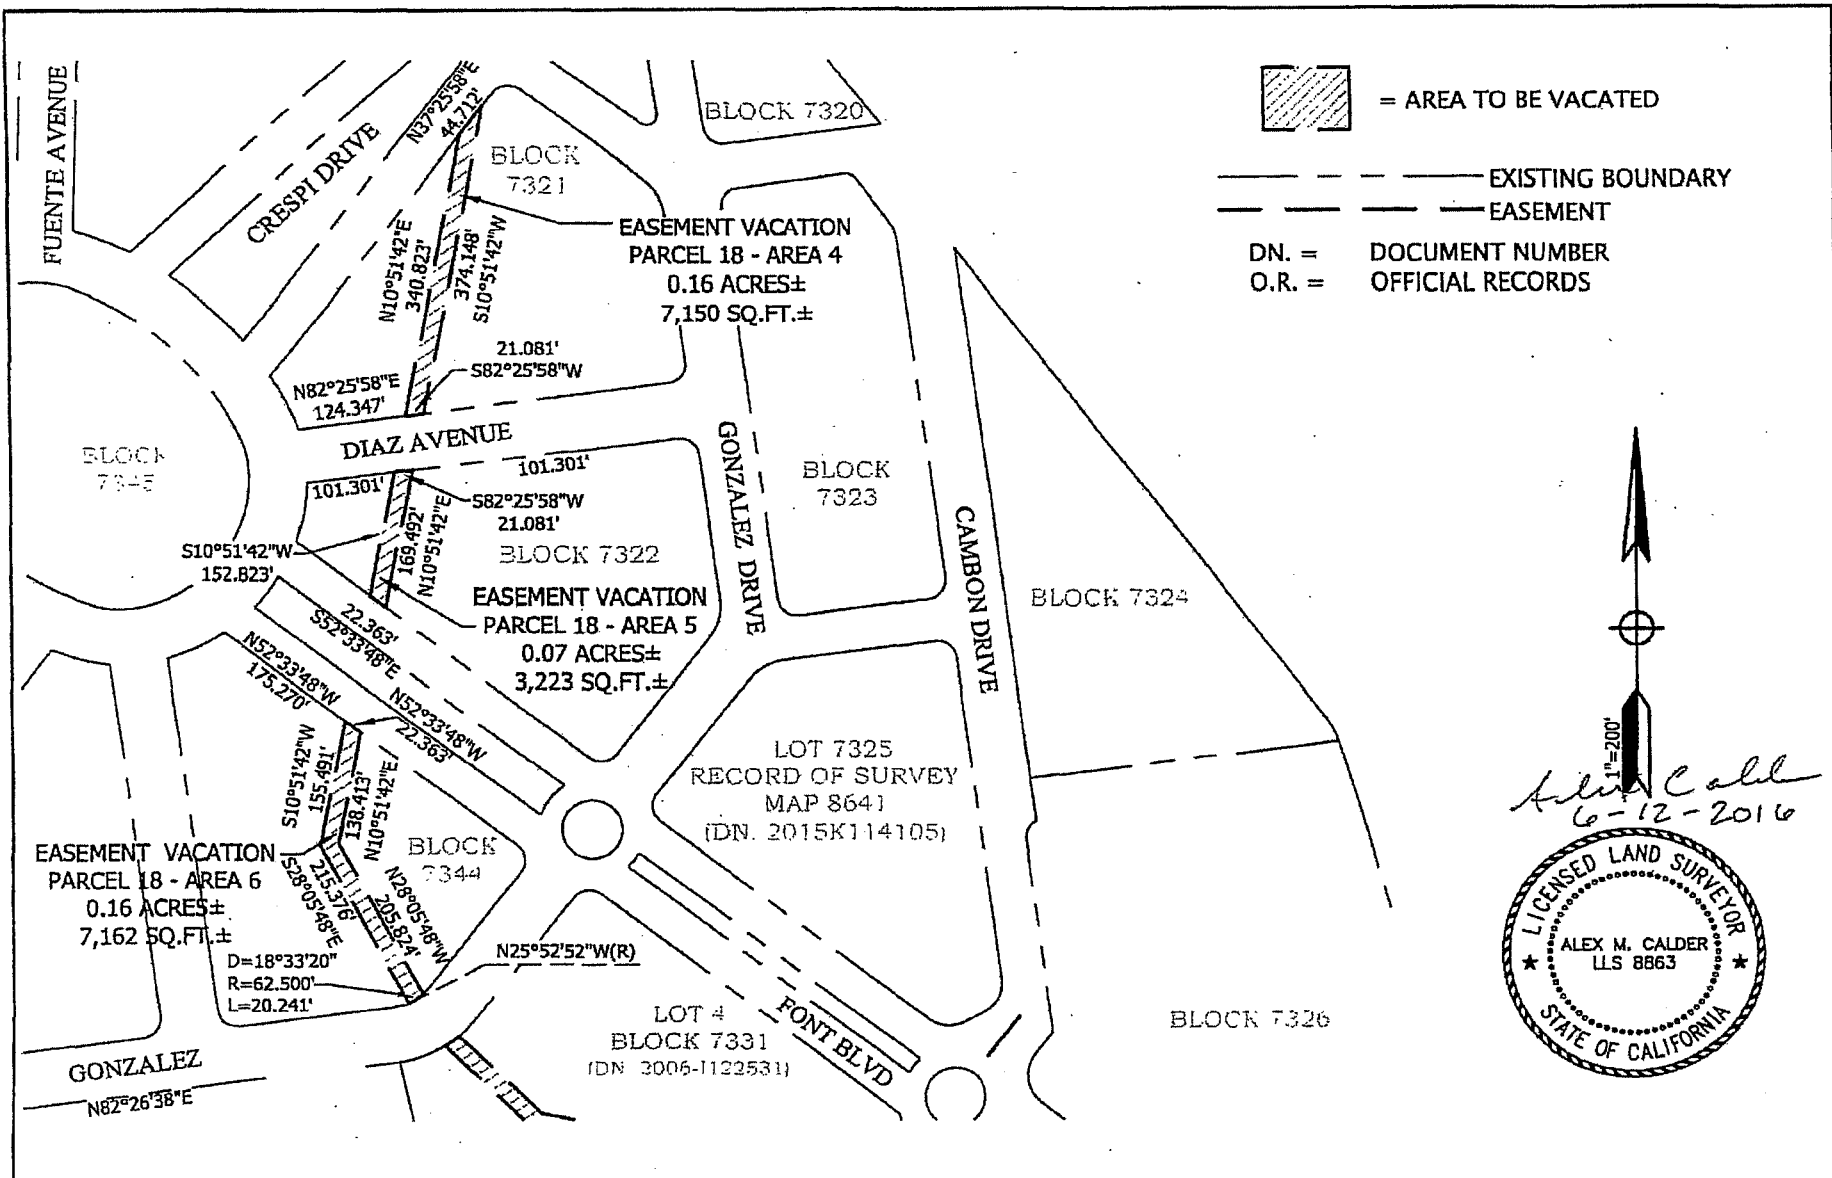 FUENTE AVENUE
CRESPI DRIVE
N37°25'58"E
44.712'
BLOCK 7320
BLOCK
7321
= AREA TO BE VACATED
EXISTING BOUNDARY
EASEMENT
DN. = DOCUMENT NUMBER
O.R. = OFFICIAL RECORDS
EASEMENT VACATION
PARCEL 18 - AREA 4
0.16 ACRES±
7,150 SQ.FT.±
N10°51'42"E
340.823'
374.148'
S10°51'42"W
21.081'
S82°25'58"W
N82°25'58"E
124.347'
DIAZ AVENUE
BLOCK
7345
101.301'
101.301'
S82°25'58"W
21.081'
S10°51'42"W
152.823'
169.492'
N10°51'42"E
BLOCK 7322
EASEMENT VACATION
PARCEL 18 - AREA 5
0.07 ACRES±
3,223 SQ.FT.±
GONZALEZ DRIVE
BLOCK
7323
CAMBON DRIVE
BLOCK 7324
22.363'
S52°33'48"E
N52°33'48"W
175.270'
N52°33'48"W
22.363'
S10°51'42"W
155.491'
138.413'
N10°51'42"E
LOT 7325
RECORD OF SURVEY
MAP 8641
(DN. 2015K114105)
EASEMENT VACATION
PARCEL 18 - AREA 6
0.16 ACRES±
7,162 SQ.FT.±
BLOCK
7344
S28°05'48"E
215.376'
N28°05'48"W
205.824'
D=18°33'20"
R=62.500'
L=20.241'
N25°52'52"W(R)
LOT 4
BLOCK 7331
(DN 2006-I122531)
FONT BLVD
BLOCK 7326
GONZALEZ
N82°26'38"E
1"=200'
6-12-2016
LICENSED LAND SURVEYOR
ALEX M. CALDER
LLS 8863
STATE OF CALIFORNIA